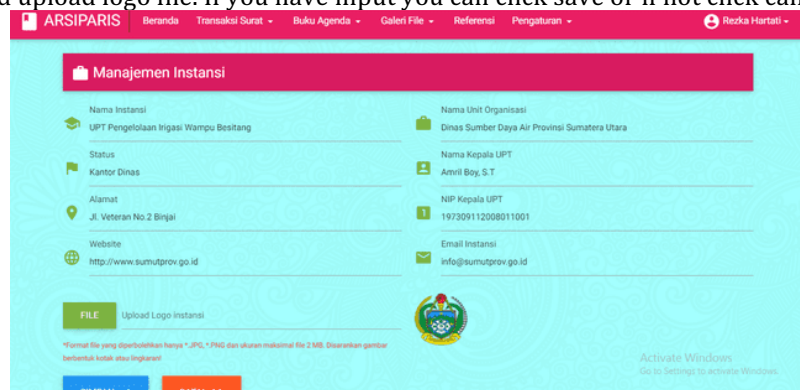 upload logo file. If you have input you can click save or if not click
ARSIPARIS Beranda Transaksi Surat Buku Agenda Galeri File Referensi Pengaturan Rezka Hartati
Manajemen Instansi
Nama Instansi Nama Unit Organisasi
UPT Pengelolaan Irigasi Wampu Besitang Dinas Sumber Daya Air Provinsi Sumatera Utara
Status Nama Kepala UPT
Kantor Dinas Amril Boy, S.T
Alamat NIP Kepala UPT
Jl. Veteran No.2 Binjai 197309112008011001
Website Email Instansi
http://www.sumutprov.go.id info@sumutprov.go.id
FILE Upload Logo instansi
*Format file yang diperbolehkan hanya *.JPG, *.PNG dan ukuran maksimal file 2 MB. Disarankan gambar
berbentuk kotak atau lingkaran!
Activate Windows
Go to Settings to activate Windows.